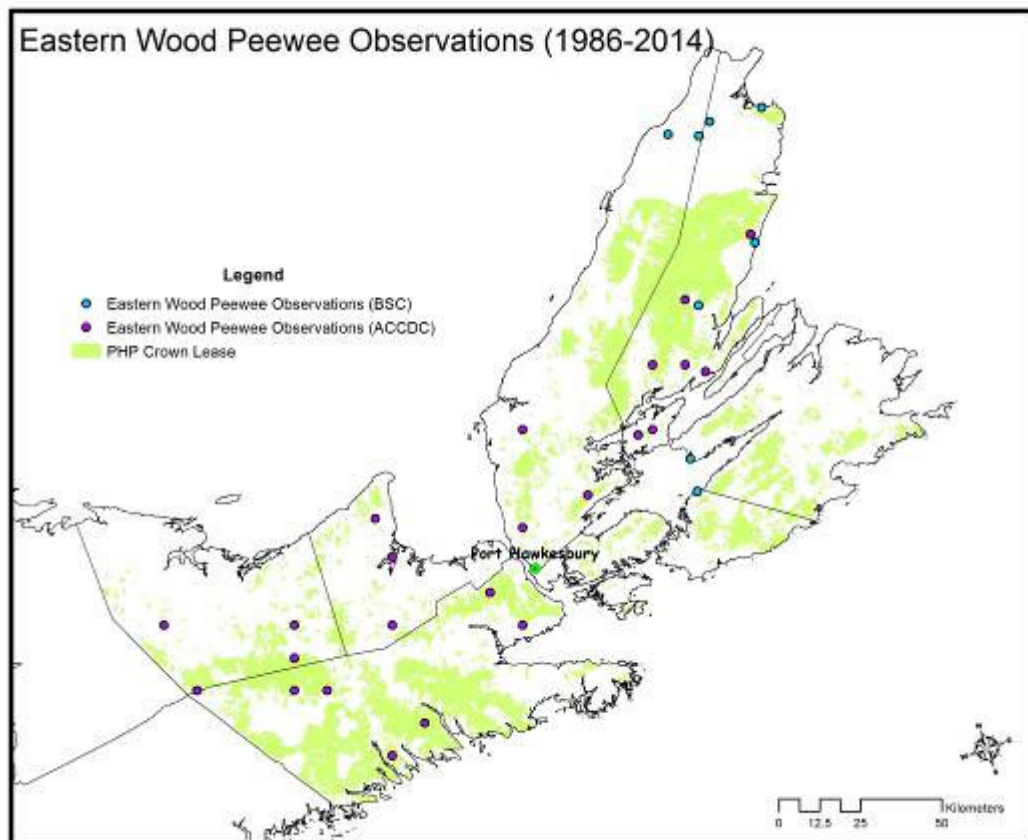 Eastern Wood Peewee Observations (1986-2014)
Legend
Eastern Wood Peewee Observations (BSC)
Eastern Wood Peewee Observations (ACCDC)
PHP Crown Lease
Port Hawkesbury
Kilometers
0 12.5 25 50